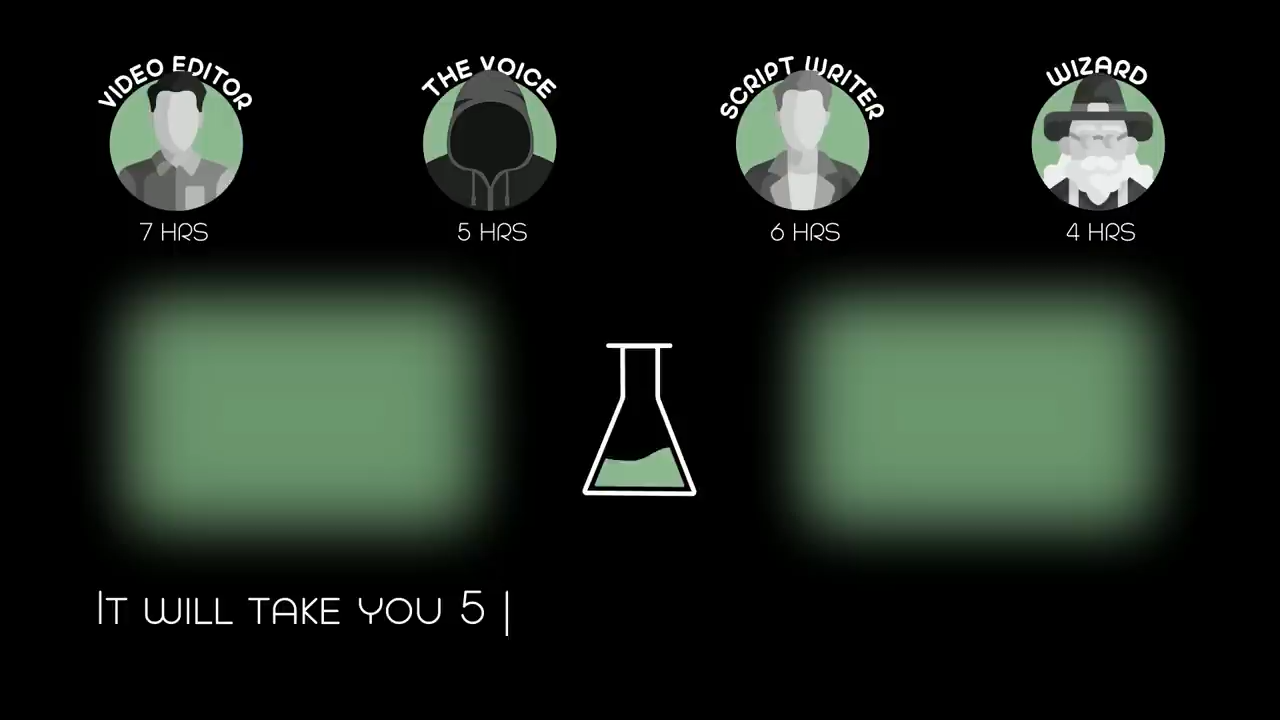 VIDEO EDITOR
THE VOICE
SCRIPT WRITER
WIZARD
7 HRS
5 HRS
6 HRS
4 HRS
IT WILL TAKE YOU 5